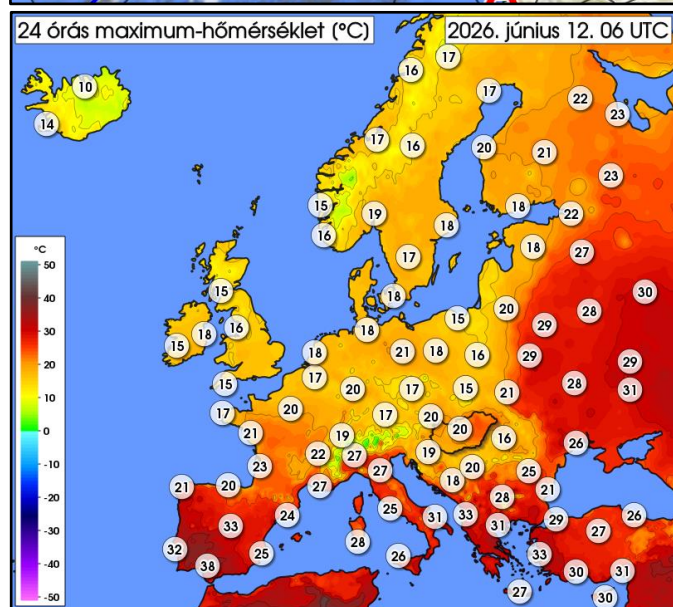 24 órás maximum-hőmérséklet (°C)
2026. június 12. 06 UTC
16 17
10
17 22
14 23
17 16 20 21
23
15 19 18 22
16 18
17 18 27
15 18 30
15 20 28
18 16 18 29
15 18 21 18 16 29 29
15 17 20 17 15 21 28 31
17 20 17 20
21 19 20 16 26
22 27 19
23 27 20 25
21 20 27 18 28 21
24 25 31 33 29 26
33 31 27
32 25 28 26 33
38 30 31
27 30
°C
50
40
30
20
10
0
-10
-20
-30
-40
-50